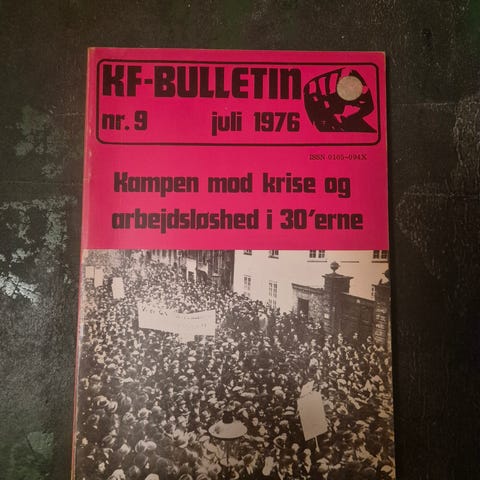 KF-BULLETIN
nr. 9 juli 1976
ISSN 0105-094X
Kampen mod krise og
arbejdsløshed i 30'erne